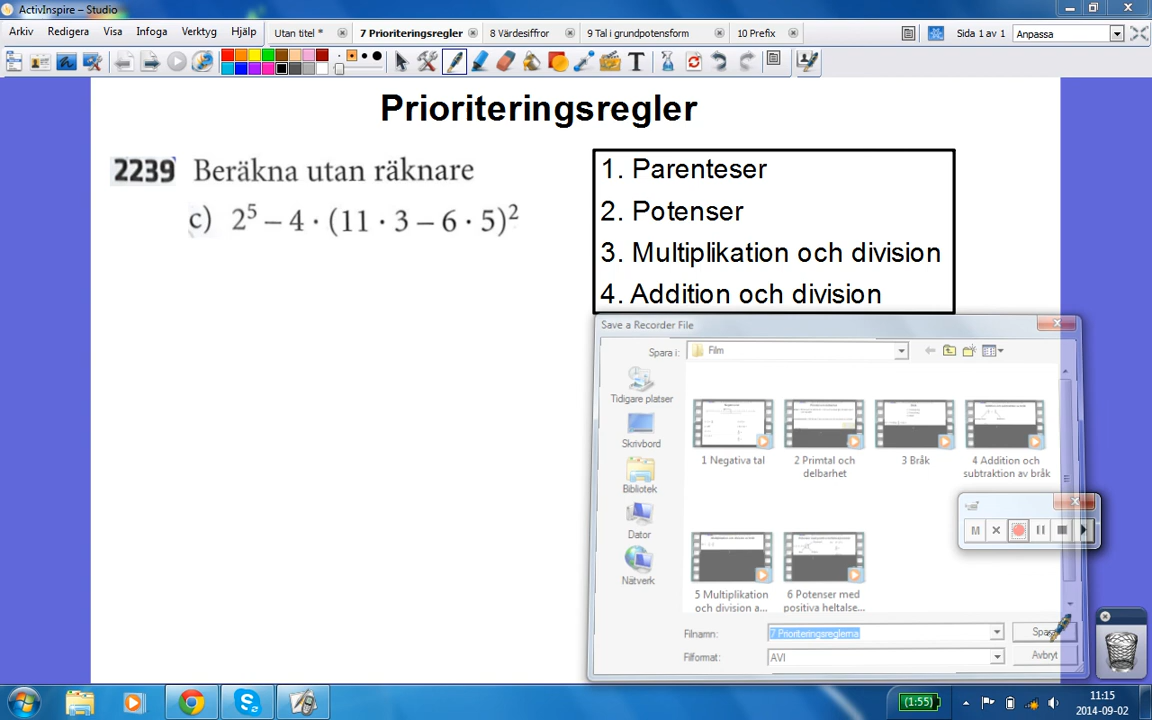 ActivInspire – Studio
Arkiv Redigera Visa Infoga Verktyg Hjälp
Utan titel * 7 Prioriteringsregler 8 Värdesiffror 9 Tal i grundpotensform 10 Prefix
Sida 1 av 1 Anpassa
Prioriteringsregler
2239 Beräkna utan räknare
c) 2⁵ – 4 · (11 · 3 – 6 · 5)²
1. Parenteser
2. Potenser
3. Multiplikation och division
4. Addition och division
Save a Recorder File
Spara i: Film
Tidigare platser
Skrivbord
Bibliotek
Dator
Nätverk
1 Negativa tal
2 Primtal och
delbarhet
3 Bråk
4 Addition och
subtraktion av bråk
5 Multiplikation
och division a...
6 Potenser med
positiva heltalse...
M
Filnamn: 7 Prioriteringsreglerna
Filformat: AVI
Avbryt
(1:55)
11:15
2014-09-02